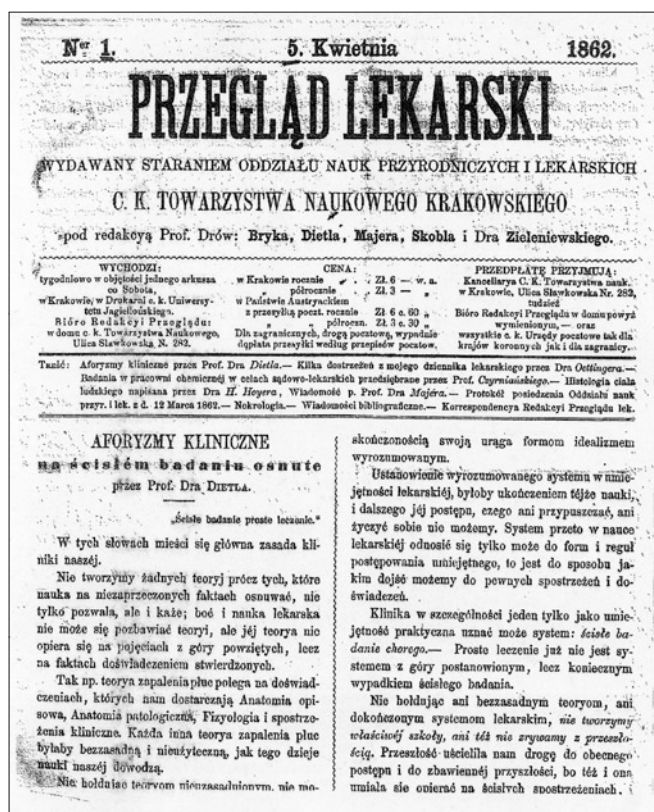 Ner 1. 5. Kwietnia 1862.
PRZEGLĄD LEKARSKI
WYDAWANY STARANIEM ODDZIAŁU NAUK PRZYRODNICZYCH I LEKARSKICH
C. K. TOWARZYSTWA NAUKOWEGO KRAKOWSKIEGO
pod redakcyą Prof. Drów: Bryka, Dietla, Majera, Skobla i Dra Zieleniewskiego.
WYCHODZI:
tygodniowo w objętości jednego arkusza
co Sobota,
w Krakowie, w Drukarni c. k. Uniwersy-
tetu Jagielońskiego.
Bióro Redakcyi Przeglądu:
w domu c. k. Towarzystwa Naukowego,
Ulica Sławkowska, N. 282.
CENA:
w Krakowie rocznie Zł. 6 — w. a.
„ półrocznie Zł. 3 — „
w Państwie Austryackiém
z przesyłką poczt. rocznie Zł. 6 c. 60 „
„ „ półroczn. Zł. 3 c. 30 „
Dla zagranicznych, drogą pocztową, wypadnie
dopłata przesyłki według przepisów pocztow.
PRZEDPŁATĘ PRZYJMUJĄ:
Kancellarya C. K. Towarzystwa nauk.
w Krakowie, Ulica Sławkowska Nr. 282,
tudzież
Bióro Redakcyi Przeglądu w domu powyż
wymienionym, — oraz
wszystkie c. k. Urzędy pocztowe tak dla
krajów koronnych jak i dla zagranicy.
Treść: Aforyzmy kliniczne przez Prof. Dra Dietla.— Kilka dostrzeżeń z mojego dziennika lekarskiego przez Dra Oettingera.—
Badania w pracowni chemicznéj w celach sądowo-lekarskich przedsiębrane przez Prof. Czyrniańskiego.— Histologia ciała
ludzkiego napisana przez Dra H. Hoyera, Wiadomość p. Prof. Dra Majéra.— Protokół posiedzenia Oddziału nauk
przyr. i lek. z d. 12 Marca 1862.— Nekrologia.— Wiadomości bibliograficzne.— Korrespondencya Redakcyi Przeglądu lek.
AFORYZMY KLINICZNE
na ścisłém badaniu osnute
przez Prof. Dra DIETLA.
„Ścisłe badanie proste leczenie.“
W tych słowach mieści się główna zasada kli-
niki naszéj.
Nie tworzymy żadnych teoryj prócz tych, które
nauka na niezaprzeczonych faktach osnuwać, nie
tylko pozwala, ale i każe; boć i nauka lekarska
nie może się pozbawiać teoryi, ale jéj teorya nie
opiera się na pojęciach z góry powziętych, lecz
na faktach doświadczeniem stwierdzonych.
Tak np. teorya zapalenia płuc polega na doświad-
czeniach, których nam dostarczają Anatomia opi-
sowa, Anatomia patologiczna, Fizyologia i spostrze-
żenia kliniczne. Każda inna teorya zapalenia płuc
byłaby bezzasadną i nieużyteczną, jak tego dzieje
nauki naszéj dowodzą.
Nie hołdując teoryom nieuzasadnionym, nie mo-
skończonością swoją urąga formom idealizmem
wyrozumowanym.
Ustanowienie wyrozumowanego systemu w umie-
jętności lekarskiéj, byłoby ukończeniem téjże nauki,
i dalszego jéj postępu, czego ani przypuszczać, ani
życzyć sobie nie możemy. System przeto w nauce
lekarskiéj odnosić się tylko może do form i reguł
postępowania umiejętnego, to jest do sposobu ja-
kim dojść możemy do pewnych spostrzeżeń i do-
świadczeń.
Klinika w szczególności jeden tylko jako umie-
jętność praktyczna uznać może system: ścisłe ba-
danie chorego.— Proste leczenie już nie jest sy-
stemem z góry postanowionym, lecz koniecznym
wypadkiem ścisłego badania.
Nie hołdując ani bezzasadnym teoryom, ani
dokończonym systemom lekarskim, nie tworzymy
właściwéj szkoły, ani téż nie zrywamy z przeszło-
ścią. Przeszłość uścieliła nam drogę do obecnego
postępu i do zbawiennéj przyszłości, bo też i ona
umiała się opierać na ścisłych spostrzeżeniach.